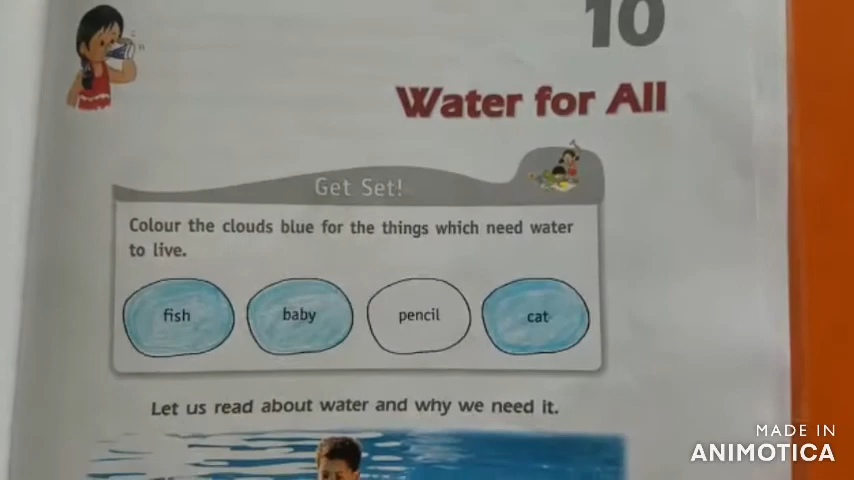 10
Water for All
Get Set!
Colour the clouds blue for the things which need water
to live.
fish baby pencil cat
Let us read about water and why we need it.
MADE IN
ANIMOTICA